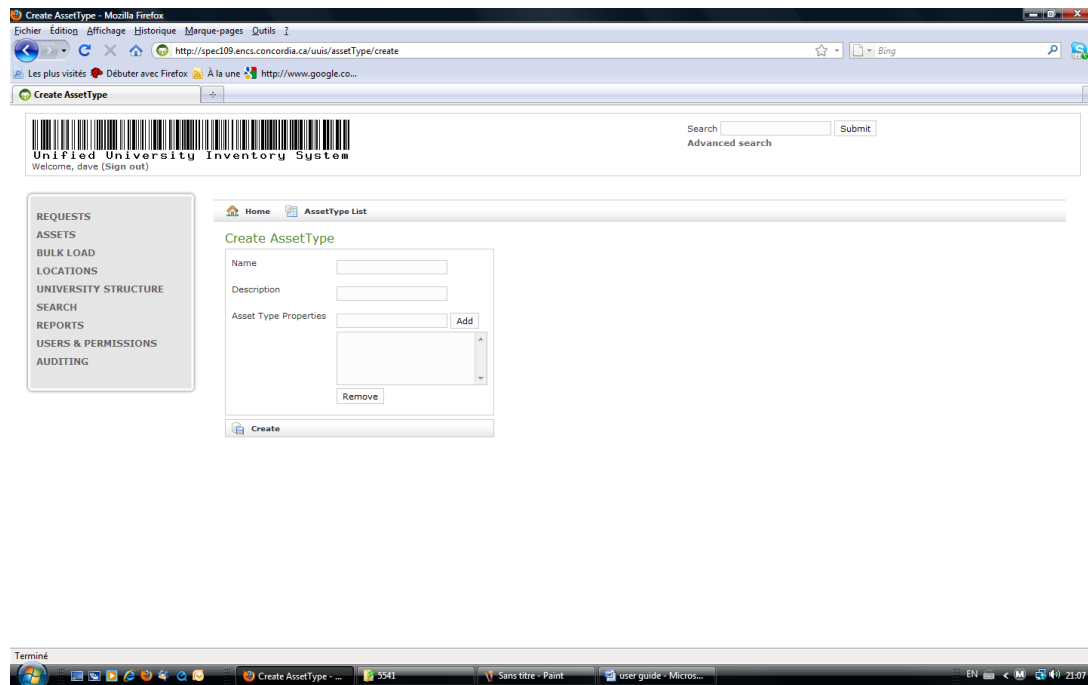 Create AssetType - Mozilla Firefox
Eichier Édition Affichage Historique Marque-pages Outils ?
http://spec109.encs.concordia.ca/uuis/assetType/create
Bing
Les plus visités Débuter avec Firefox À la une http://www.google.co...
Create AssetType
Unified University Inventory System
Welcome, dave (Sign out)
Search Submit
Advanced search
REQUESTS
ASSETS
BULK LOAD
LOCATIONS
UNIVERSITY STRUCTURE
SEARCH
REPORTS
USERS & PERMISSIONS
AUDITING
Home AssetType List
Create AssetType
Name
Description
Asset Type Properties Add
Remove
Create
Terminé
Create AssetType - ... 5541 Sans titre - Paint user guide - Micros... EN 21:07